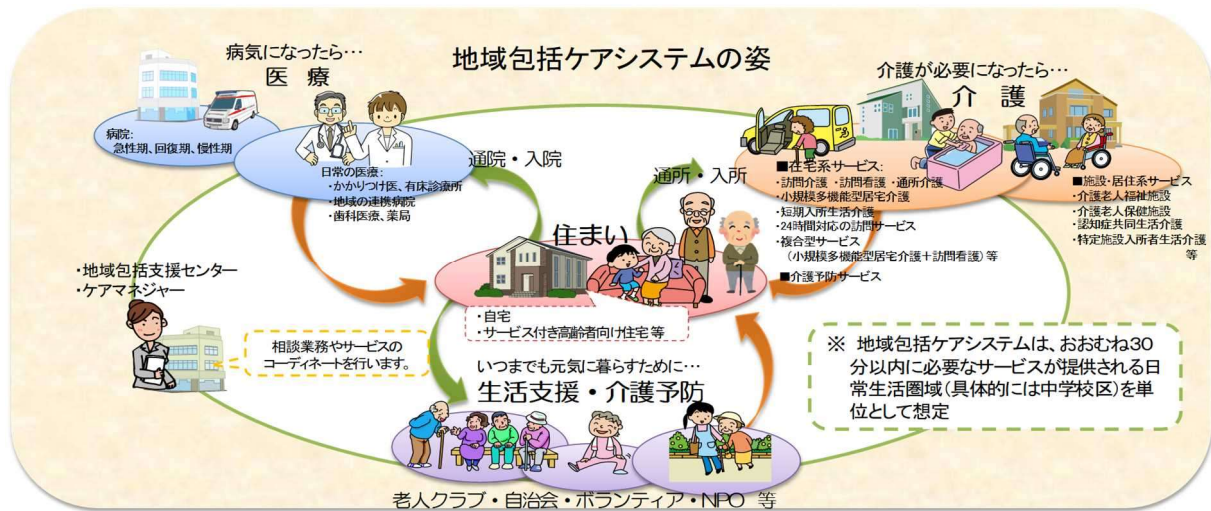 地域包括ケアシステムの姿
病気になったら…
医 療
病院:
急性期、回復期、慢性期
日常の医療:
・かかりつけ医、有床診療所
・地域の連携病院
・歯科医療、薬局
通院・入院
通所・入所
介護が必要になったら…
介 護
■在宅系サービス:
・訪問介護 ・訪問看護 ・通所介護
・小規模多機能型居宅介護
・短期入所生活介護
・24時間対応の訪問サービス
・複合型サービス
(小規模多機能型居宅介護+訪問看護)等
■介護予防サービス
■施設・居住系サービス
・介護老人福祉施設
・介護老人保健施設
・認知症共同生活介護
・特定施設入所者生活介護
等
住まい
・自宅
・サービス付き高齢者向け住宅 等
・地域包括支援センター
・ケアマネジャー
相談業務やサービスの
コーディネートを行います。
いつまでも元気に暮らすために…
生活支援・介護予防
老人クラブ・自治会・ボランティア・NPO 等
※ 地域包括ケアシステムは、おおむね30
分以内に必要なサービスが提供される日
常生活圏域(具体的には中学校区)を単
位として想定